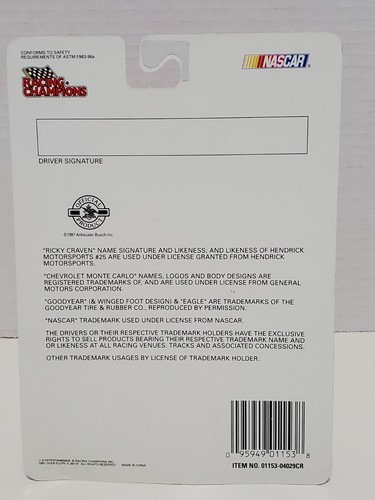 CONFORMS TO SAFETY
REQUIREMENTS OF ASTM F963-96a
NASCAR
RACING
CHAMPIONS
DRIVER SIGNATURE
OFFICIAL
PRODUCT
©1997 Anheuser-Busch Inc.
"RICKY CRAVEN" NAME SIGNATURE AND LIKENESS; AND LIKENESS OF HENDRICK
MOTORSPORTS #25 ARE USED UNDER LICENSE GRANTED FROM HENDRICK
MOTORSPORTS.
"CHEVROLET MONTE CARLO" NAMES, LOGOS AND BODY DESIGNS ARE
REGISTERED TRADEMARKS OF, AND ARE USED UNDER LICENSE FROM GENERAL
MOTORS CORPORATION.
"GOODYEAR" (& WINGED FOOT DESIGN) & "EAGLE" ARE TRADEMARKS OF THE
GOODYEAR TIRE & RUBBER CO., REPRODUCED BY PERMISSION.
"NASCAR" TRADEMARK USED UNDER LICENSE FROM NASCAR.
THE DRIVERS OR THEIR RESPECTIVE TRADEMARK HOLDERS HAVE THE EXCLUSIVE
RIGHTS TO SELL PRODUCTS BEARING THEIR RESPECTIVE TRADEMARK NAME AND
OR LIKENESS AT ALL RACING VENUES. TRACKS AND ASSOCIATED CONCESSIONS.
OTHER TRADEMARK USAGES BY LICENSE OF TRADEMARK HOLDER.
MADE IN CHINA
0 95949 01153 8
ITEM NO. 01153-04029CR